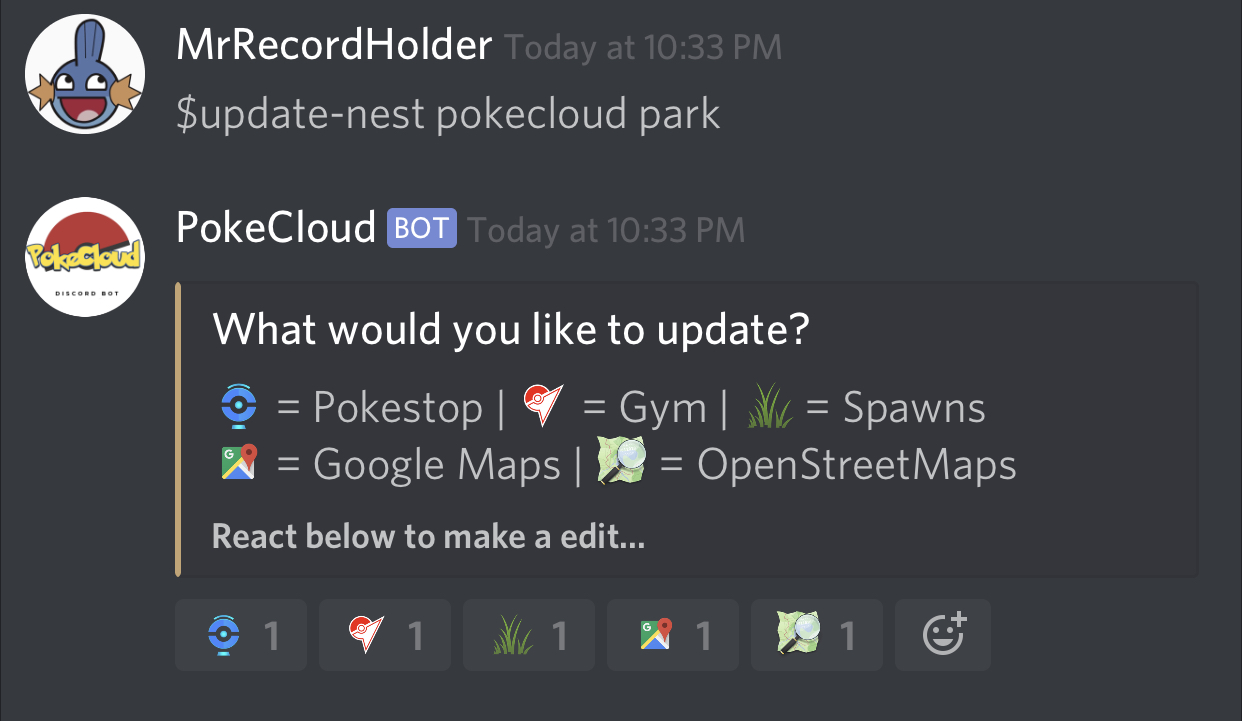 MrRecordHolder Today at 10:33 PM
$update-nest pokecloud park
PokeCloud BOT Today at 10:33 PM
PokeCloud
DISCORD BOT
What would you like to update?
= Pokestop | = Gym | = Spawns
G = Google Maps | = OpenStreetMaps
React below to make a edit...
1 1 1 G 1 1